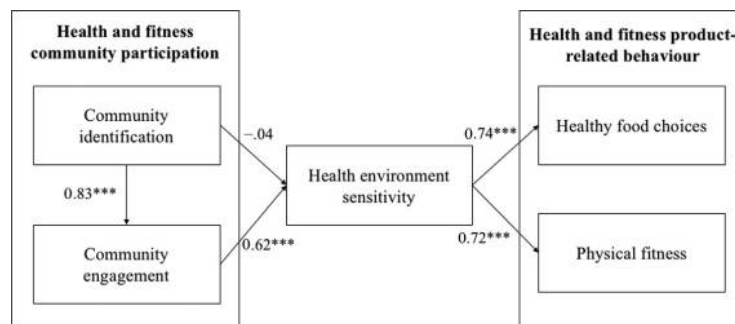 Health and fitness
community participation
Community
identification
0.83***
Community
engagement
−.04
0.62***
Health environment
sensitivity
0.74***
0.72***
Health and fitness product-
related behaviour
Healthy food choices
Physical fitness